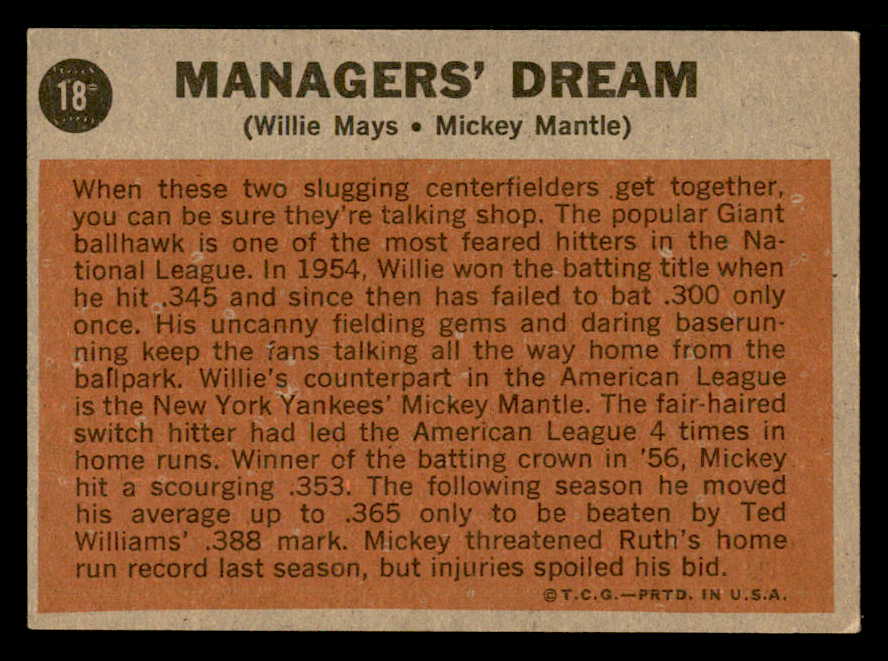 18
MANAGERS' DREAM
(Willie Mays • Mickey Mantle)
When these two slugging centerfielders get together,
you can be sure they're talking shop. The popular Giant
ballhawk is one of the most feared hitters in the Na-
tional League. In 1954, Willie won the batting title when
he hit .345 and since then has failed to bat .300 only
once. His uncanny fielding gems and daring baserun-
ning keep the fans talking all the way home from the
ballpark. Willie's counterpart in the American League
is the New York Yankees' Mickey Mantle. The fair-haired
switch hitter had led the American League 4 times in
home runs. Winner of the batting crown in '56, Mickey
hit a scourging .353. The following season he moved
his average up to .365 only to be beaten by Ted
Williams' .388 mark. Mickey threatened Ruth's home
run record last season, but injuries spoiled his bid.
©T.C.G.—PRTD. IN U.S.A.